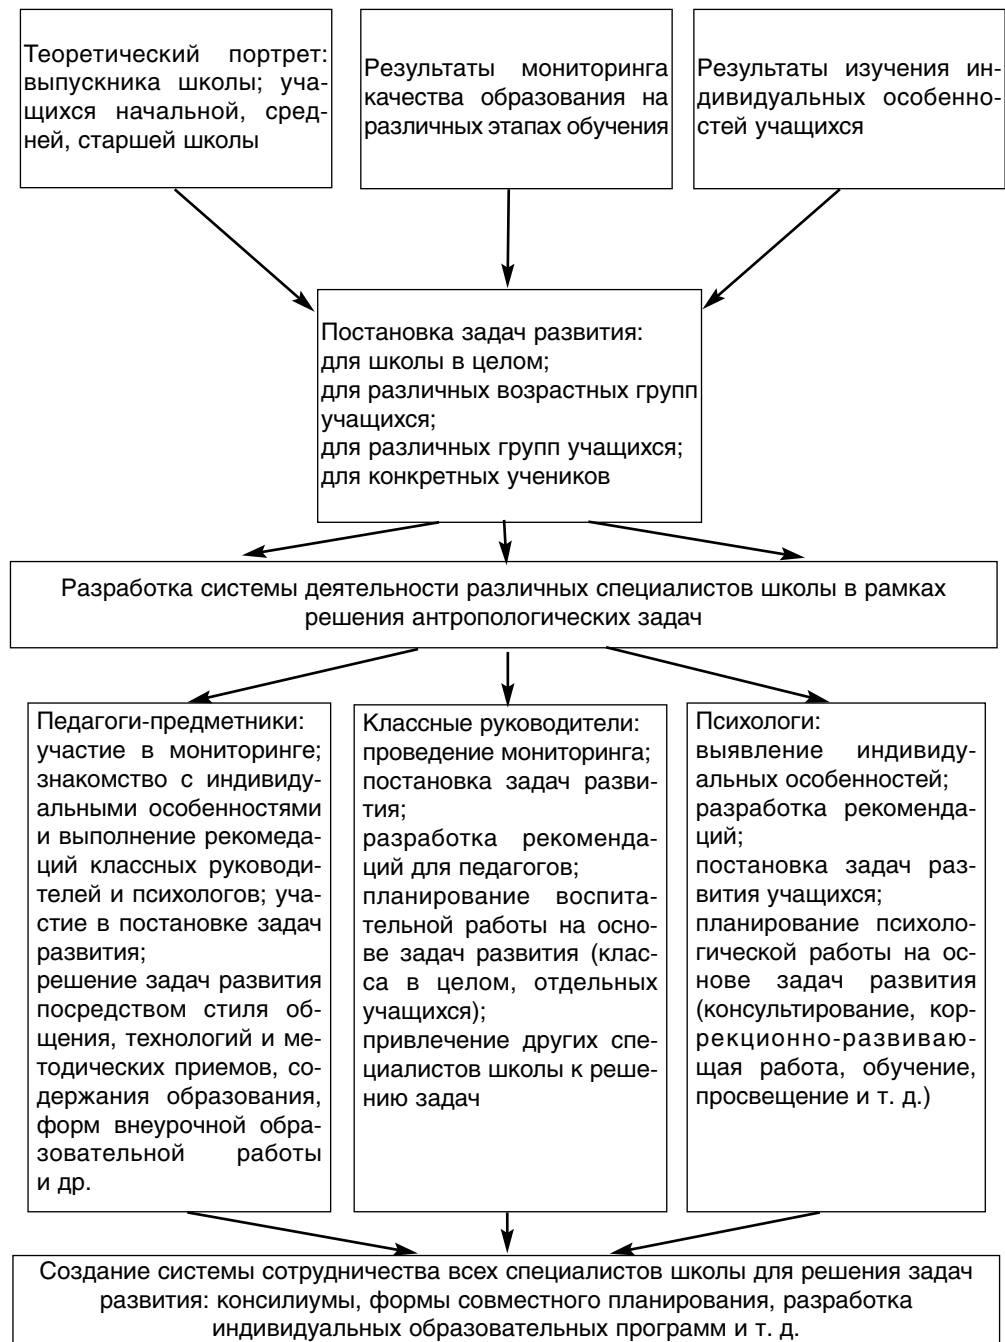 Теоретический портрет:
выпускника школы; уча-
щихся начальной, сред-
ней, старшей школы
Результаты мониторинга
качества образования на
различных этапах обучения
Результаты изучения ин-
дивидуальных особенно-
стей учащихся
Постановка задач развития:
для школы в целом;
для различных возрастных групп
учащихся;
для различных групп учащихся;
для конкретных учеников
Разработка системы деятельности различных специалистов школы в рамках
решения антропологических задач
Педагоги-предметники:
участие в мониторинге;
знакомство с индивиду-
альными особенностями
и выполнение рекомеда-
ций классных руководи-
телей и психологов; уча-
стие в постановке задач
развития;
решение задач развития
посредством стиля об-
щения, технологий и ме-
тодических приемов, со-
держания образования,
форм внеурочной обра-
зовательной работы
и др.
Классные руководители:
проведение мониторинга;
постановка задач разви-
тия;
разработка рекоменда-
ций для педагогов;
планирование воспита-
тельной работы на осно-
ве задач развития (клас-
са в целом, отдельных
учащихся);
привлечение других спе-
циалистов школы к реше-
нию задач
Психологи:
выявление индивиду-
альных особенностей;
разработка рекоменда-
ций;
постановка задач раз-
вития учащихся;
планирование психоло-
гической работы на ос-
нове задач развития
(консультирование, кор-
рекционно-развиваю-
щая работа, обучение,
просвещение и т. д.)
Создание системы сотрудничества всех специалистов школы для решения задач
развития: консилиумы, формы совместного планирования, разработка
индивидуальных образовательных программ и т. д.